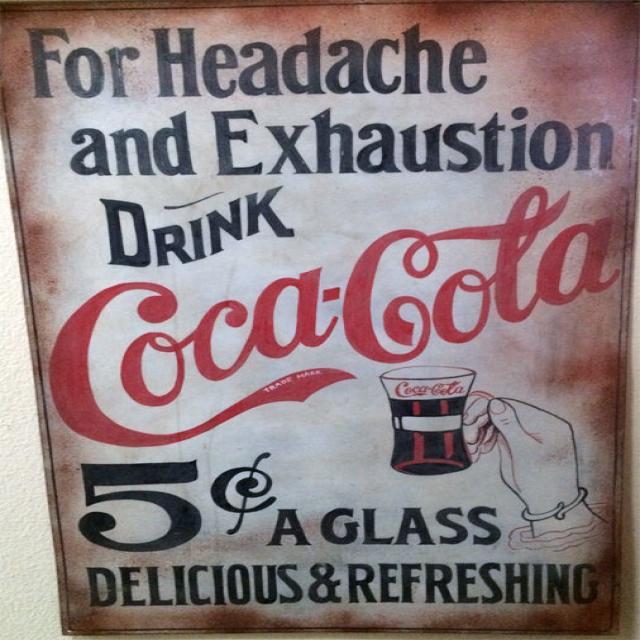 For Headache
and Exhaustion
DRINK
Coca-Cola
TRADE MARK
Coca-Cola
5¢ A GLASS
DELICIOUS & REFRESHING